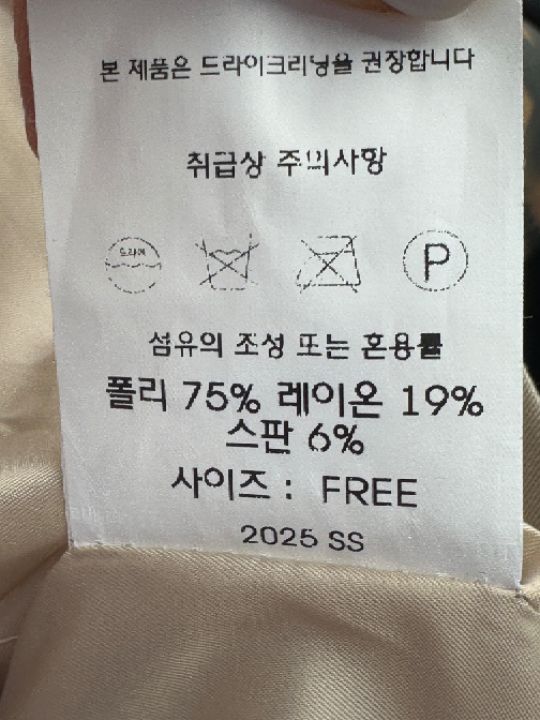 본 제품은 드라이크리닝을 권장합니다
취급상 주의사항
드라이
P
섬유의 조성 또는 혼용률
폴리 75% 레이온 19%
스판 6%
사이즈 : FREE
2025 SS